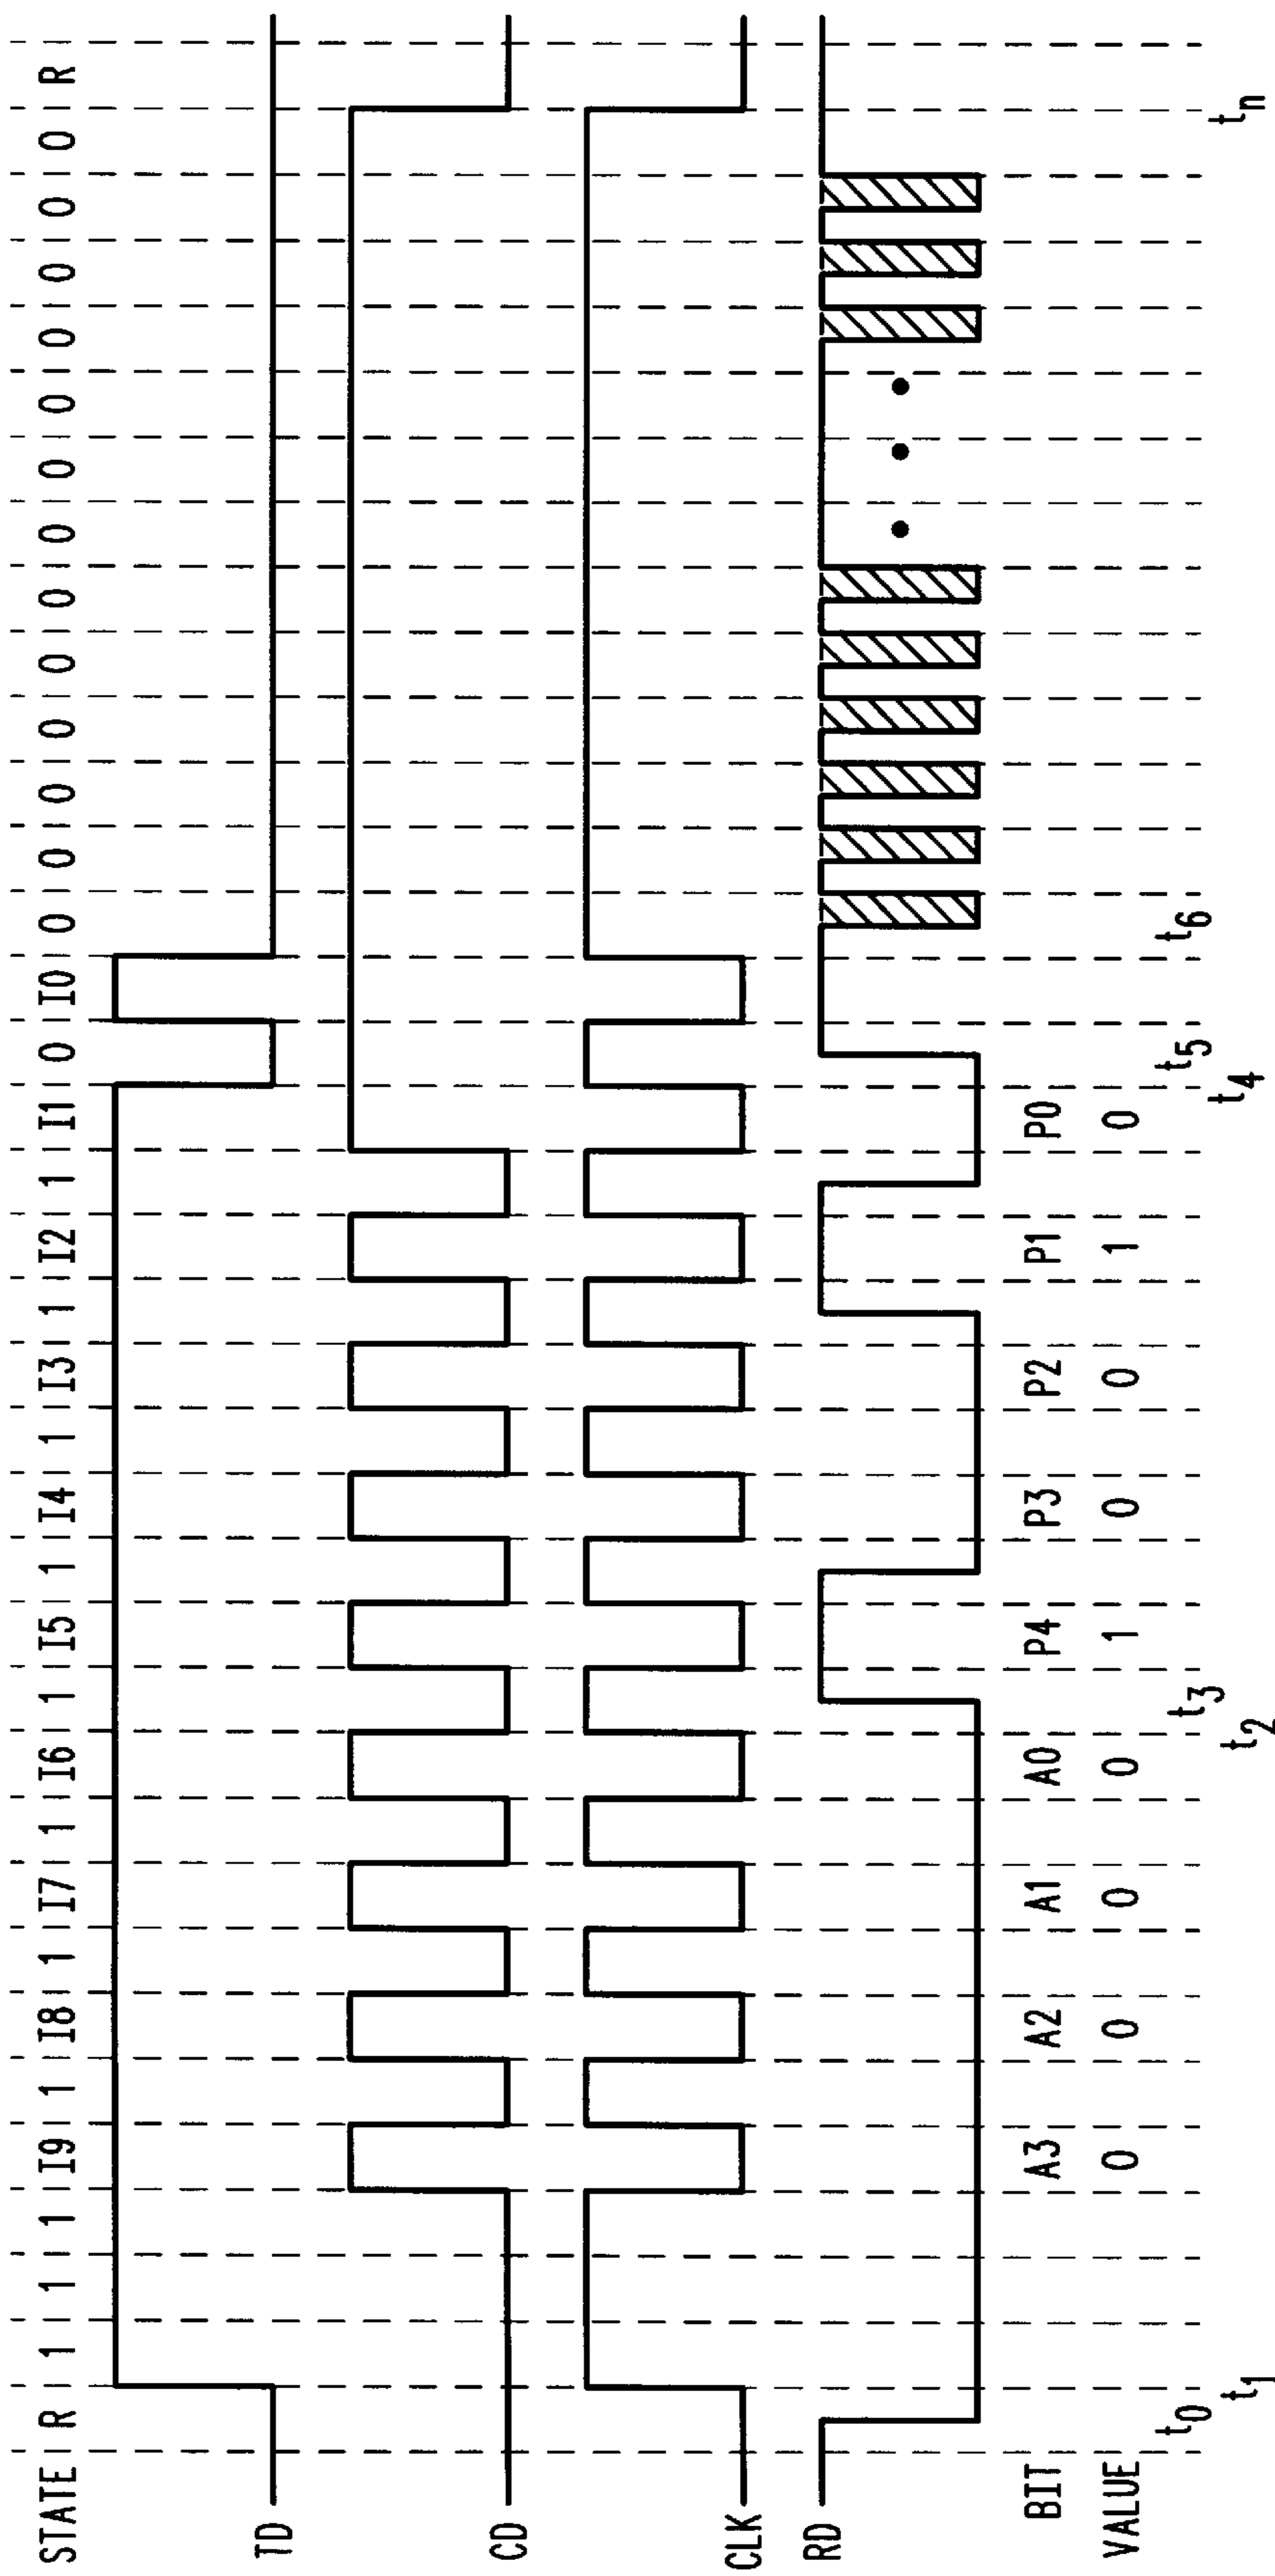 STATE R 1 1 1 I9 1 I8 1 I7 1 I6 1 I5 1 I4 1 I3 1 I2 1 I1 0 I0 0 0 0 0 0 0 0 0 0 0 0 0 0 R
TD
CD
CLK
RD
BIT A3 A2 A1 A0 P4 P3 P2 P1 P0
VALUE 0 0 0 0 1 0 0 1 0
t0 t1 t2 t3 t4 t5 t6 tn